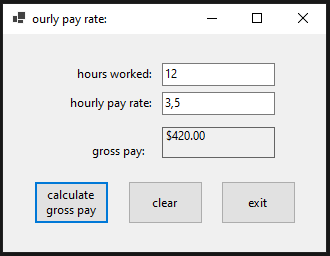 ourly pay rate:
hours worked: 12
hourly pay rate: 3,5
gross pay: $420.00
calculate
gross pay
clear
exit